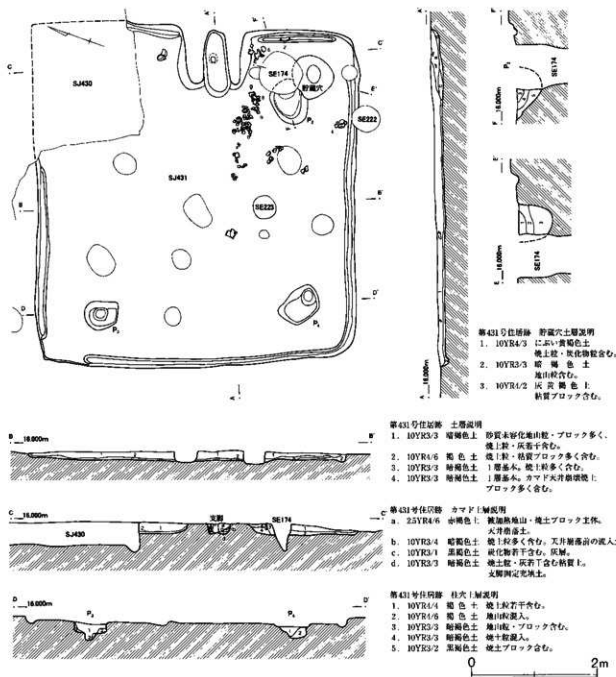 SJ430
SE174
貯蔵穴
SE222
SJ431
SE223
第431号住居跡 貯蔵穴土層説明
1. 10YR4/3 にぶい黄褐色土
焼土粒・炭化物粒含む。
2. 10YR3/3 暗褐色土
地山粒含む。
3. 10YR4/2 灰黄褐色土
粘質ブロック含む。
第431号住居跡 土層説明
1. 10YR3/3 暗褐色土 砂質未容化地山粒・ブロック多く、
焼土粒・灰若干含む。
2. 10YR4/6 褐色土 焼土粒・粘質ブロック多く含む。
3. 10YR3/3 暗褐色土 1層基本。焼土粒多く含む。
4. 10YR3/3 暗褐色土 1層基本。カマド天井崩壊焼土
ブロック多く含む。
第431号住居跡 カマド土層説明
a. 2.5YR4/6 赤褐色土 被加熱地山・焼土ブロック主体。
天井崩落土。
b. 10YR3/4 暗褐色土 焼土粒多く含む。天井崩落前の流入土
c. 10YR3/1 黒褐色土 炭化物若干含む。灰層。
d. 10YR3/3 暗褐色土 焼土粒・灰若干含む粘質土。
支脚固定充填土。
第431号住居跡 柱穴土層説明
1. 10YR4/4 褐色土 焼土粒若干含む。
2. 10YR4/6 褐色土 地山粒混入。
3. 10YR3/3 暗褐色土 地山粒・ブロック含む。
4. 10YR3/3 暗褐色土 焼土粒混入。
5. 10YR3/2 黒褐色土 焼土ブロック含む。
B 16.000m B'
C 16.000m 支脚 SE174 C'
SJ430
D 16.000m D'
SE174
E 16.000m
SE174
0 2m